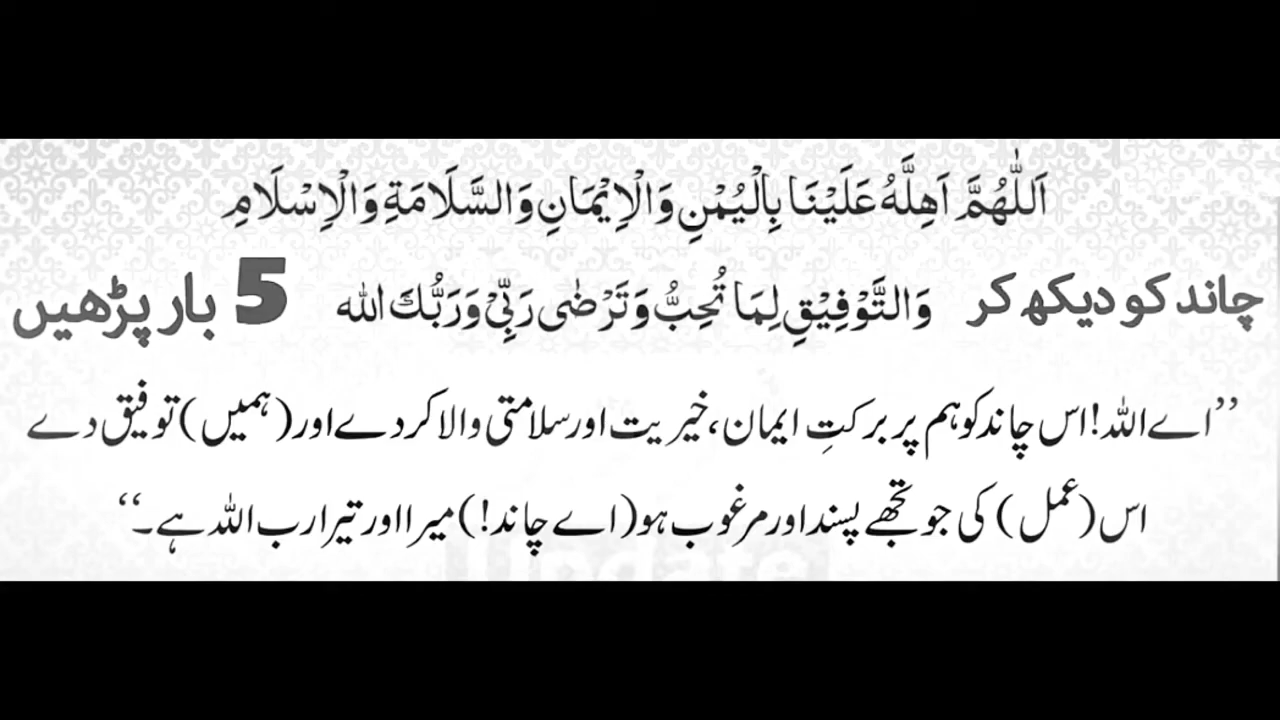 اَللّٰهُمَّ اَهِلَّهُ عَلَيْنَا بِالْيُمْنِ وَالْاِيْمَانِ وَالسَّلَامَةِ وَالْاِسْلَامِ
چاند کو دیکھ کر وَالتَّوْفِيْقِ لِمَا تُحِبُّ وَتَرْضٰى رَبِّيْ وَرَبُّكَ الله 5 بار پڑھیں
’’اے اللہ! اس چاند کو ہم پر برکتِ ایمان، خیریت اور سلامتی والا کر دے اور (ہمیں) توفیق دے
اس (عمل) کی جو تجھے پسند اور مرغوب ہو (اے چاند!) میرا اور تیرا رب اللہ ہے۔‘‘
Update